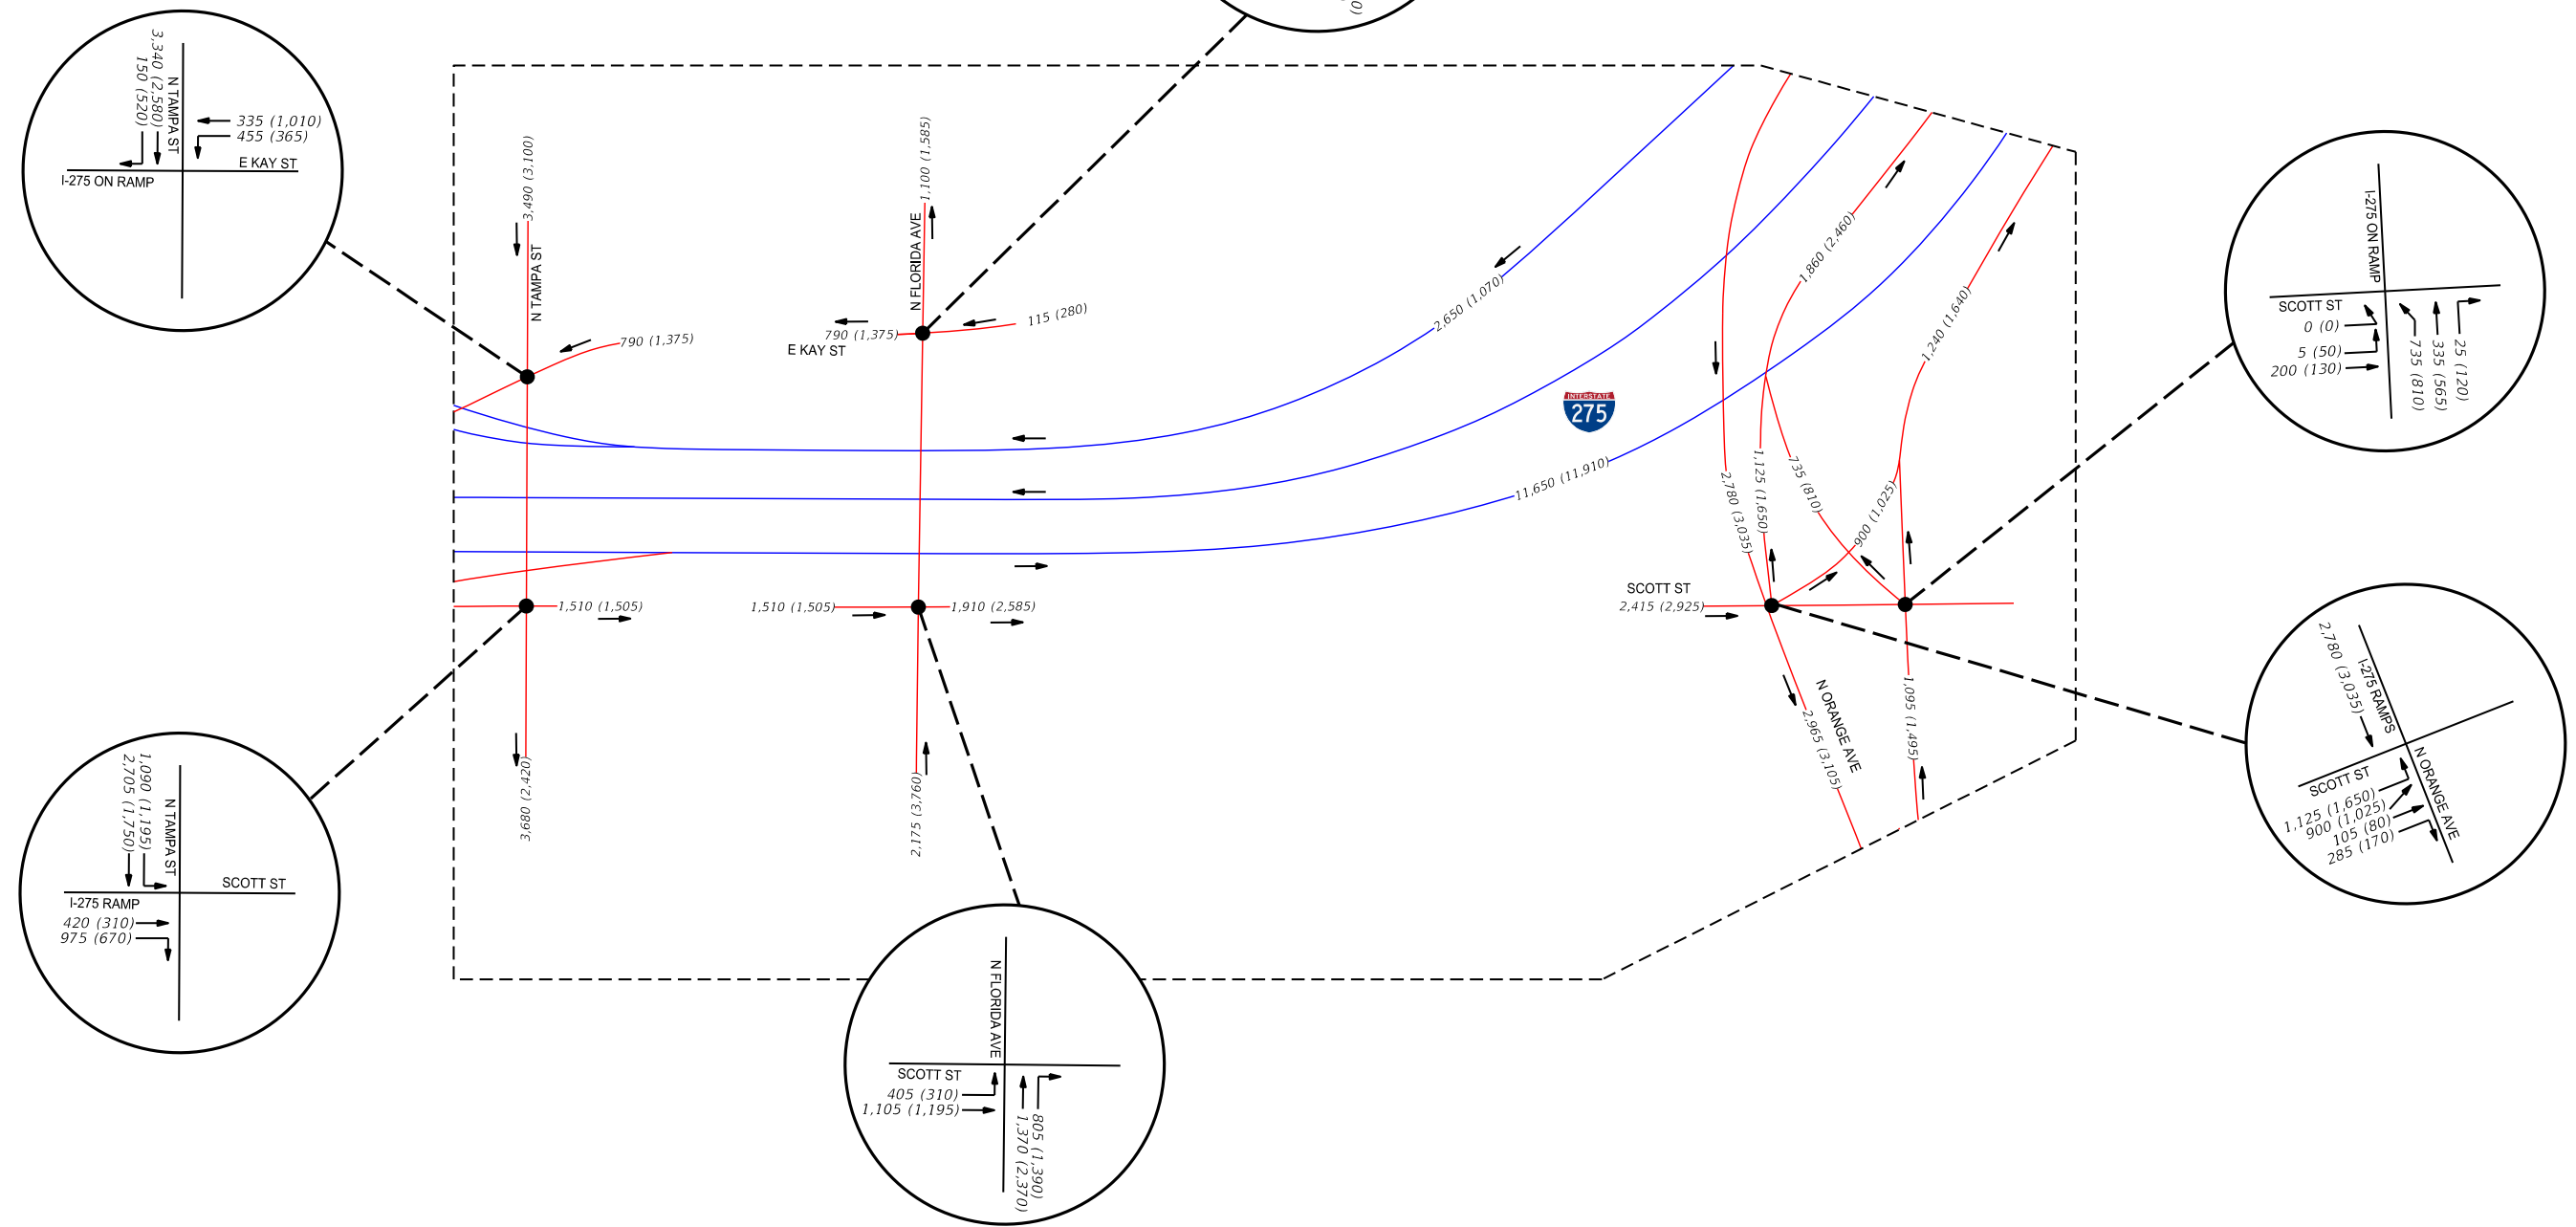 3,340 (2,580)
150 (520)
N TAMPA ST
335 (1,010)
455 (365)
E KAY ST
I-275 ON RAMP
0)
3,490 (3,100)
N TAMPA ST
790 (1,375)
1,100 (1,585)
N FLORIDA AVE
790 (1,375)
E KAY ST
115 (280)
2,650 (1,070)
INTERSTATE
275
11,650 (11,910)
1,860 (2,460)
1,240 (1,640)
2,780 (3,035)
1,125 (1,650)
735 (810)
900 (1,025)
I-275 ON RAMP
SCOTT ST
0 (0)
5 (50)
200 (130)
735 (810)
335 (565)
25 (120)
1,510 (1,505)
1,510 (1,505)
1,910 (2,585)
SCOTT ST
2,415 (2,925)
3,680 (2,420)
2,175 (3,760)
N ORANGE AVE
2,965 (3,105)
1,095 (1,495)
2,780 (3,035)
I-275 RAMPS
SCOTT ST
N ORANGE AVE
1,125 (1,650)
900 (1,025)
105 (80)
285 (170)
1,090 (1,195)
2,705 (1,750)
N TAMPA ST
SCOTT ST
I-275 RAMP
420 (310)
975 (670)
N FLORIDA AVE
SCOTT ST
405 (310)
1,105 (1,195)
805 (1,390)
1,370 (2,370)